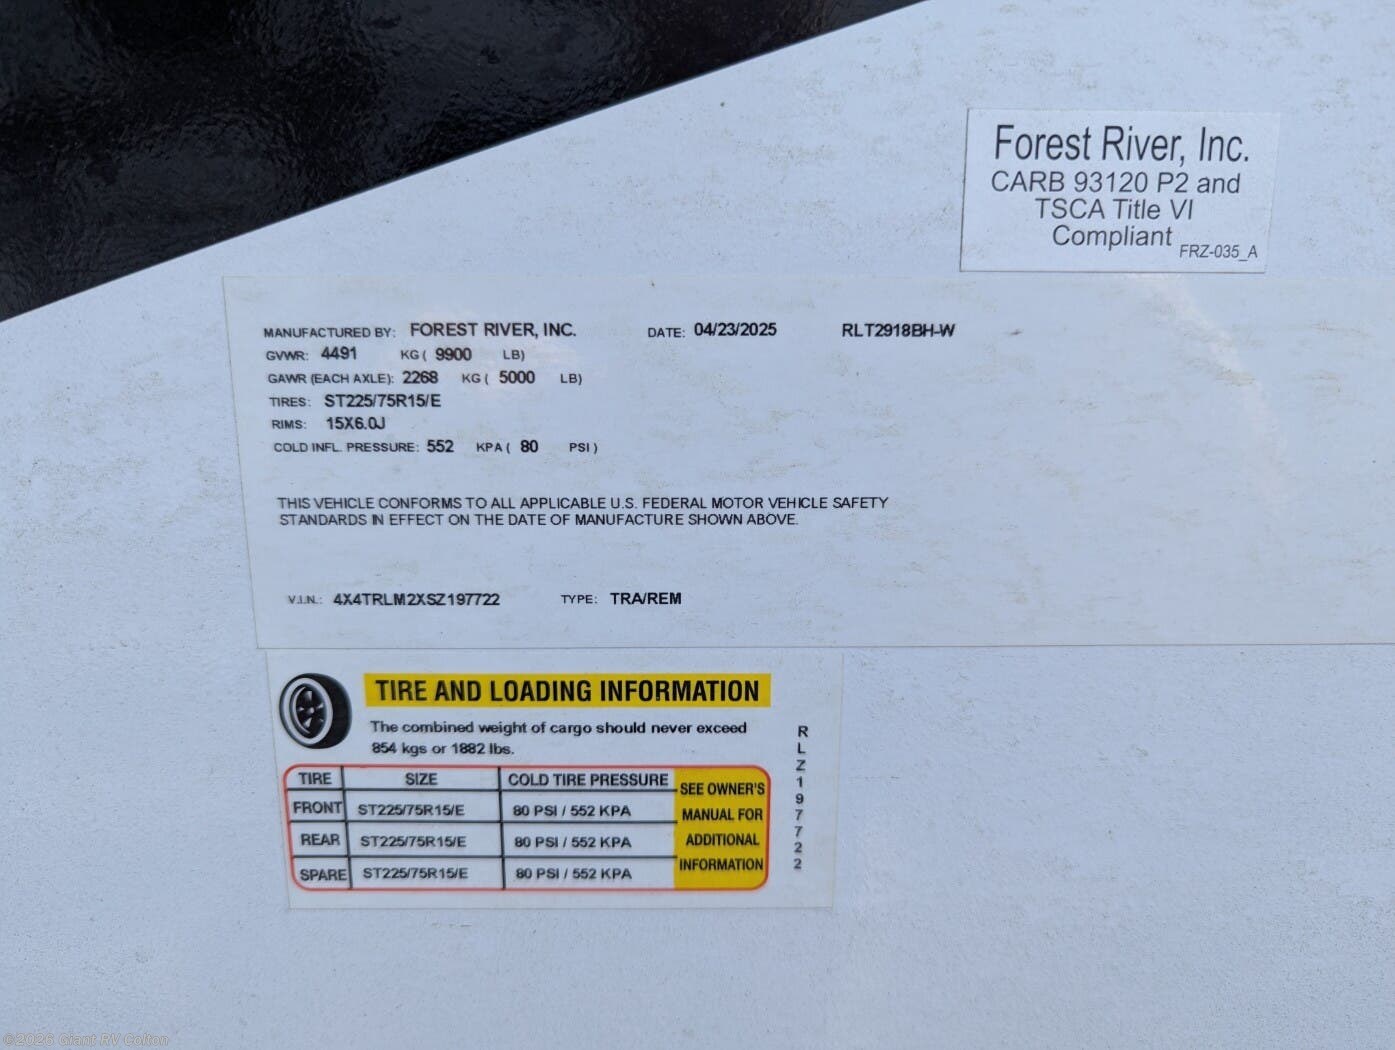 Forest River, Inc.
CARB 93120 P2 and
TSCA Title VI
Compliant FRZ-035_A
MANUFACTURED BY: FOREST RIVER, INC. DATE: 04/23/2025 RLT2918BH-W
GVWR: 4491 KG ( 9900 LB)
GAWR (EACH AXLE): 2268 KG ( 5000 LB)
TIRES: ST225/75R15/E
RIMS: 15X6.0J
COLD INFL. PRESSURE: 552 KPA ( 80 PSI )
THIS VEHICLE CONFORMS TO ALL APPLICABLE U.S. FEDERAL MOTOR VEHICLE SAFETY
STANDARDS IN EFFECT ON THE DATE OF MANUFACTURE SHOWN ABOVE.
V.I.N.: 4X4TRLM2XSZ197722 TYPE: TRA/REM
TIRE AND LOADING INFORMATION
The combined weight of cargo should never exceed
854 kgs or 1882 lbs.
TIRE SIZE COLD TIRE PRESSURE
FRONT ST225/75R15/E 80 PSI / 552 KPA
REAR ST225/75R15/E 80 PSI / 552 KPA
SPARE ST225/75R15/E 80 PSI / 552 KPA
SEE OWNER'S
MANUAL FOR
ADDITIONAL
INFORMATION
RLZ197722
©2026 Giant RV Colton